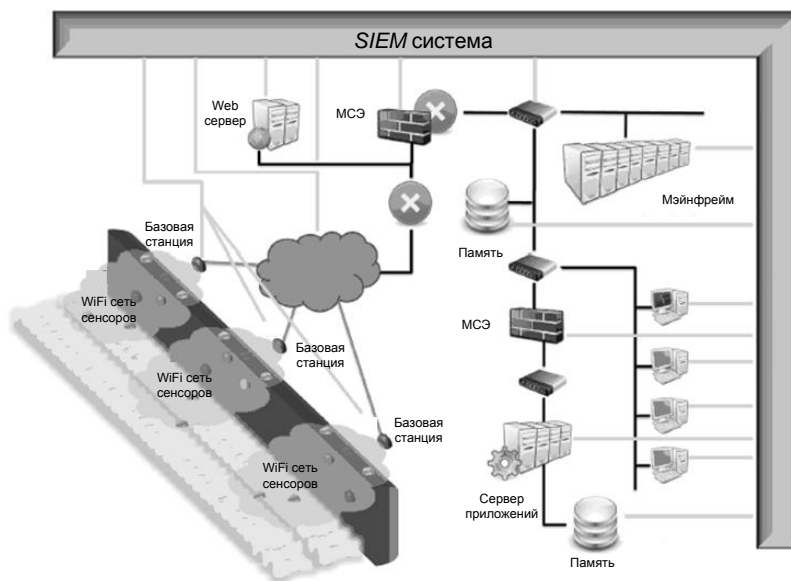 SIEM система
Web
сервер
МСЭ
Мэйнфрейм
Базовая
станция
Память
WiFi сеть
сенсоров
МСЭ
Базовая
станция
WiFi сеть
сенсоров
Базовая
станция
WiFi сеть
сенсоров
Сервер
приложений
Память